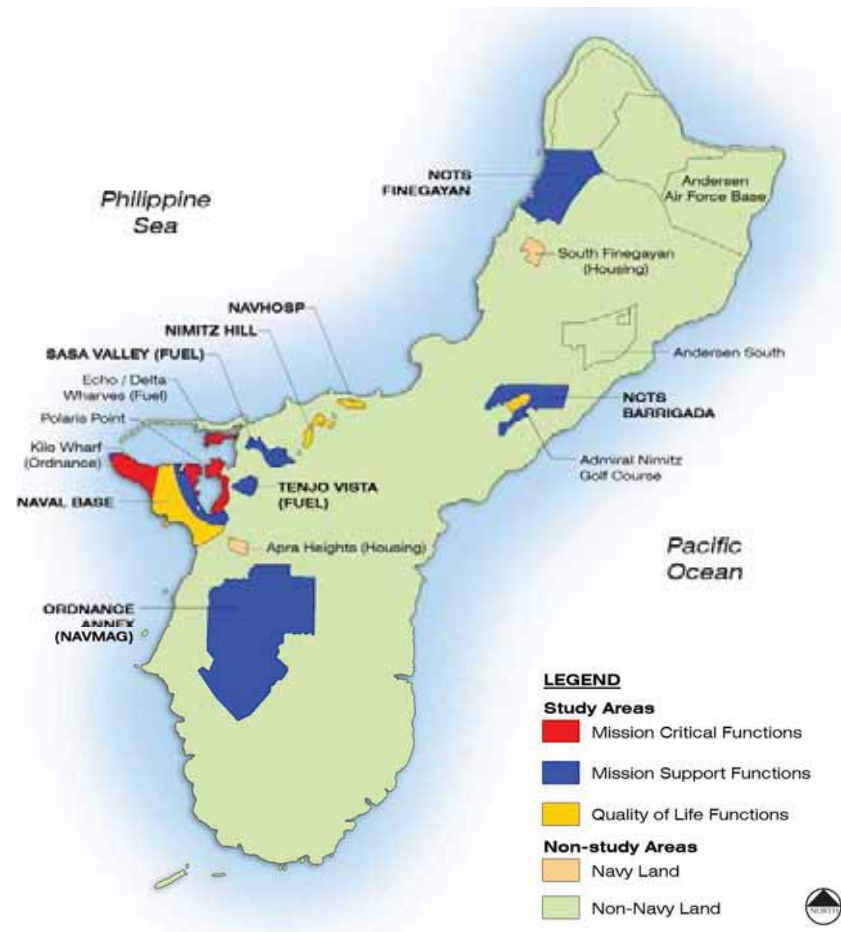 Philippine
Sea
NCTS
FINEGAYAN
Andersen
Air Force Base
South Finegayan
(Housing)
NAVHOSP
NIMITZ HILL
SASA VALLEY (FUEL)
Echo / Delta
Wharves (Fuel)
Polaris Point
Kilo Wharf
(Ordnance)
NAVAL BASE
Andersen South
NCTS
BARRIGADA
Admiral Nimitz
Golf Course
TENJO VISTA
(FUEL)
Apra Heights (Housing)
Pacific
Ocean
ORDNANCE
ANNEX
(NAVMAG)
LEGEND
Study Areas
Mission Critical Functions
Mission Support Functions
Quality of Life Functions
Non-study Areas
Navy Land
Non-Navy Land
NORTH